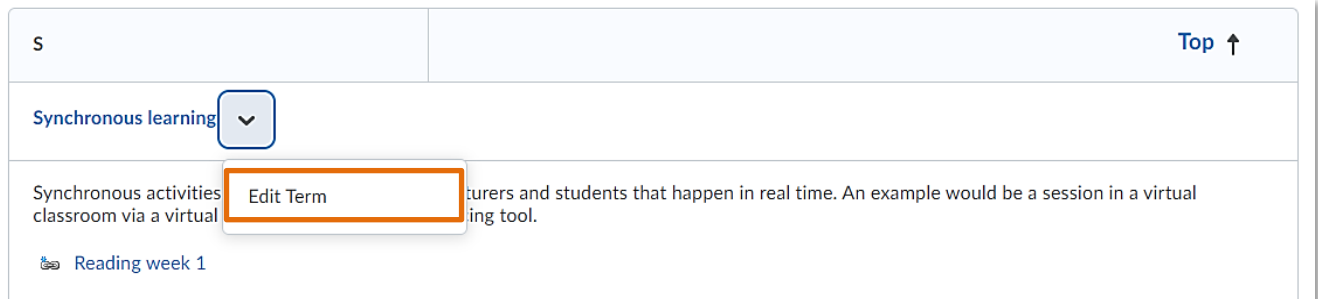 S
Top
Synchronous learning
Edit Term
Synchronous activities turers and students that happen in real time. An example would be a session in a virtual
classroom via a virtual ing tool.
Reading week 1